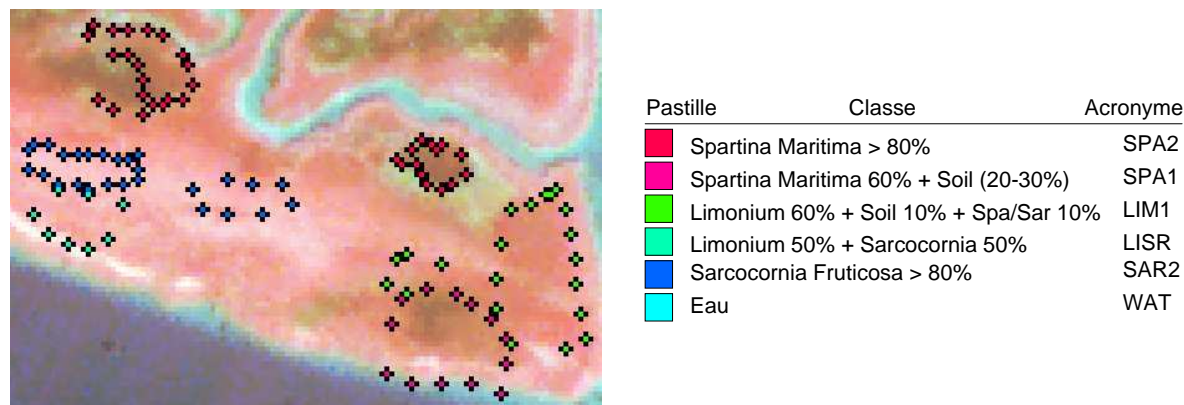 Pastille Classe Acronyme
Spartina Maritima > 80% SPA2
Spartina Maritima 60% + Soil (20-30%) SPA1
Limonium 60% + Soil 10% + Spa/Sar 10% LIM1
Limonium 50% + Sarcocornia 50% LISR
Sarcocornia Fruticosa > 80% SAR2
Eau WAT